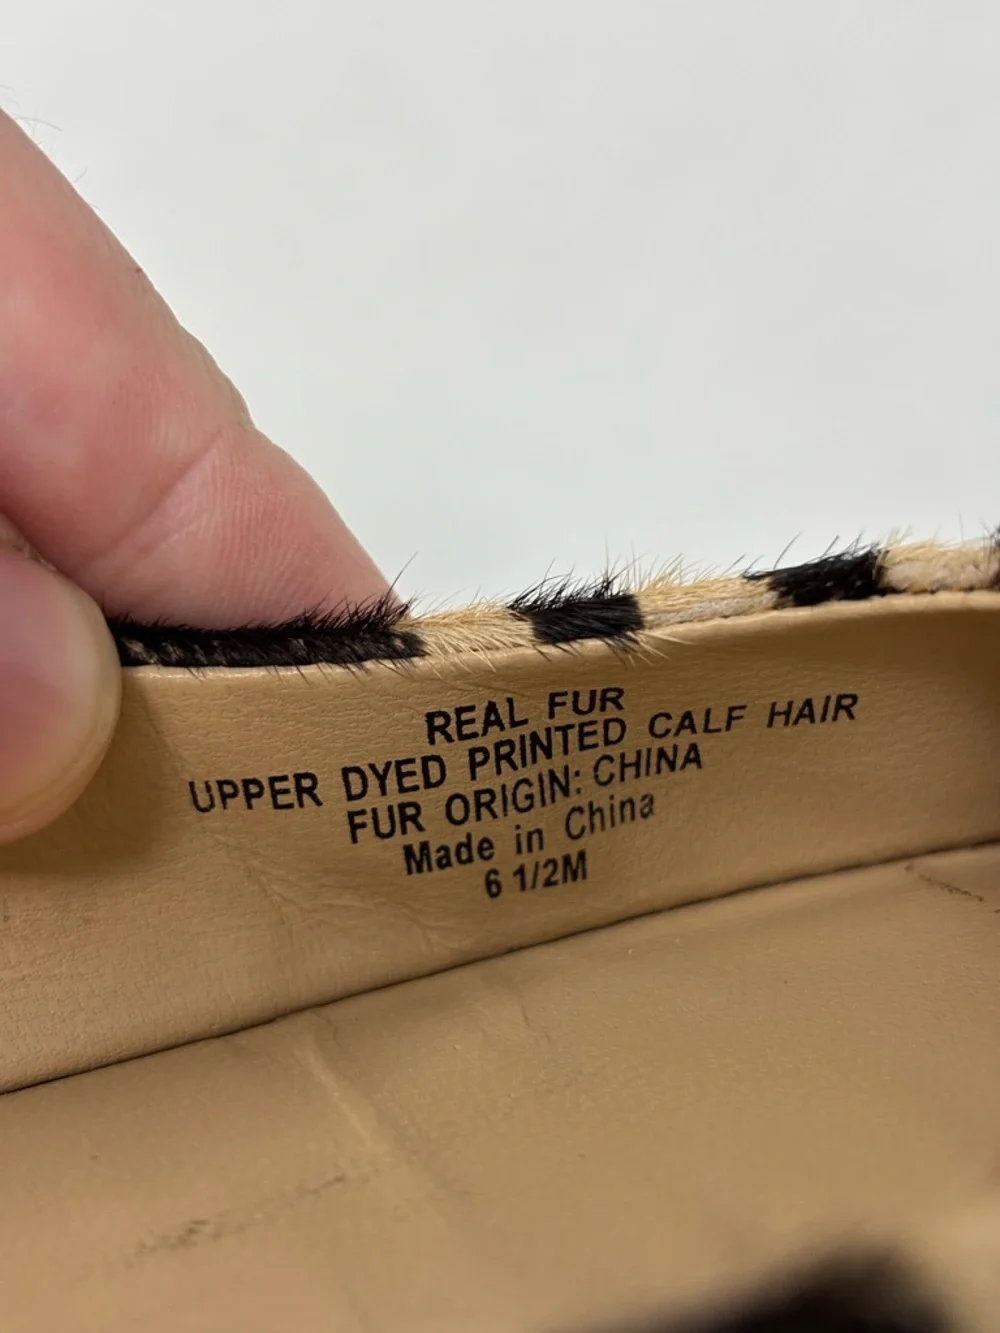 REAL FUR
UPPER DYED PRINTED CALF HAIR
FUR ORIGIN: CHINA
Made in China
6 1/2M